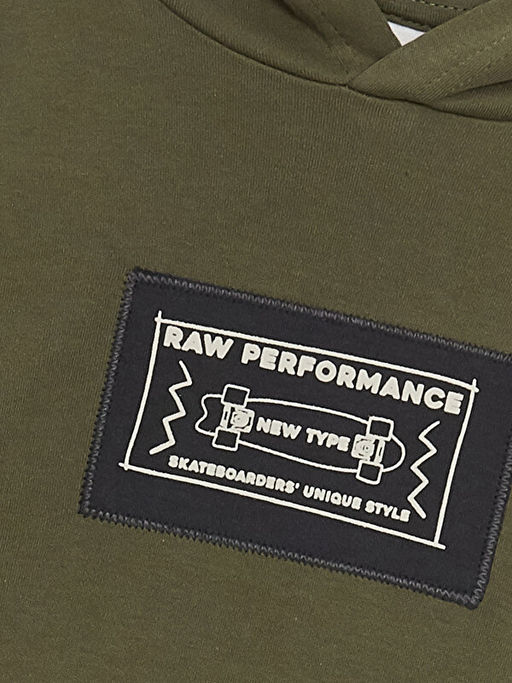 RAW PERFORMANCE
NEW TYPE
SKATEBOARDERS' UNIQUE STYLE